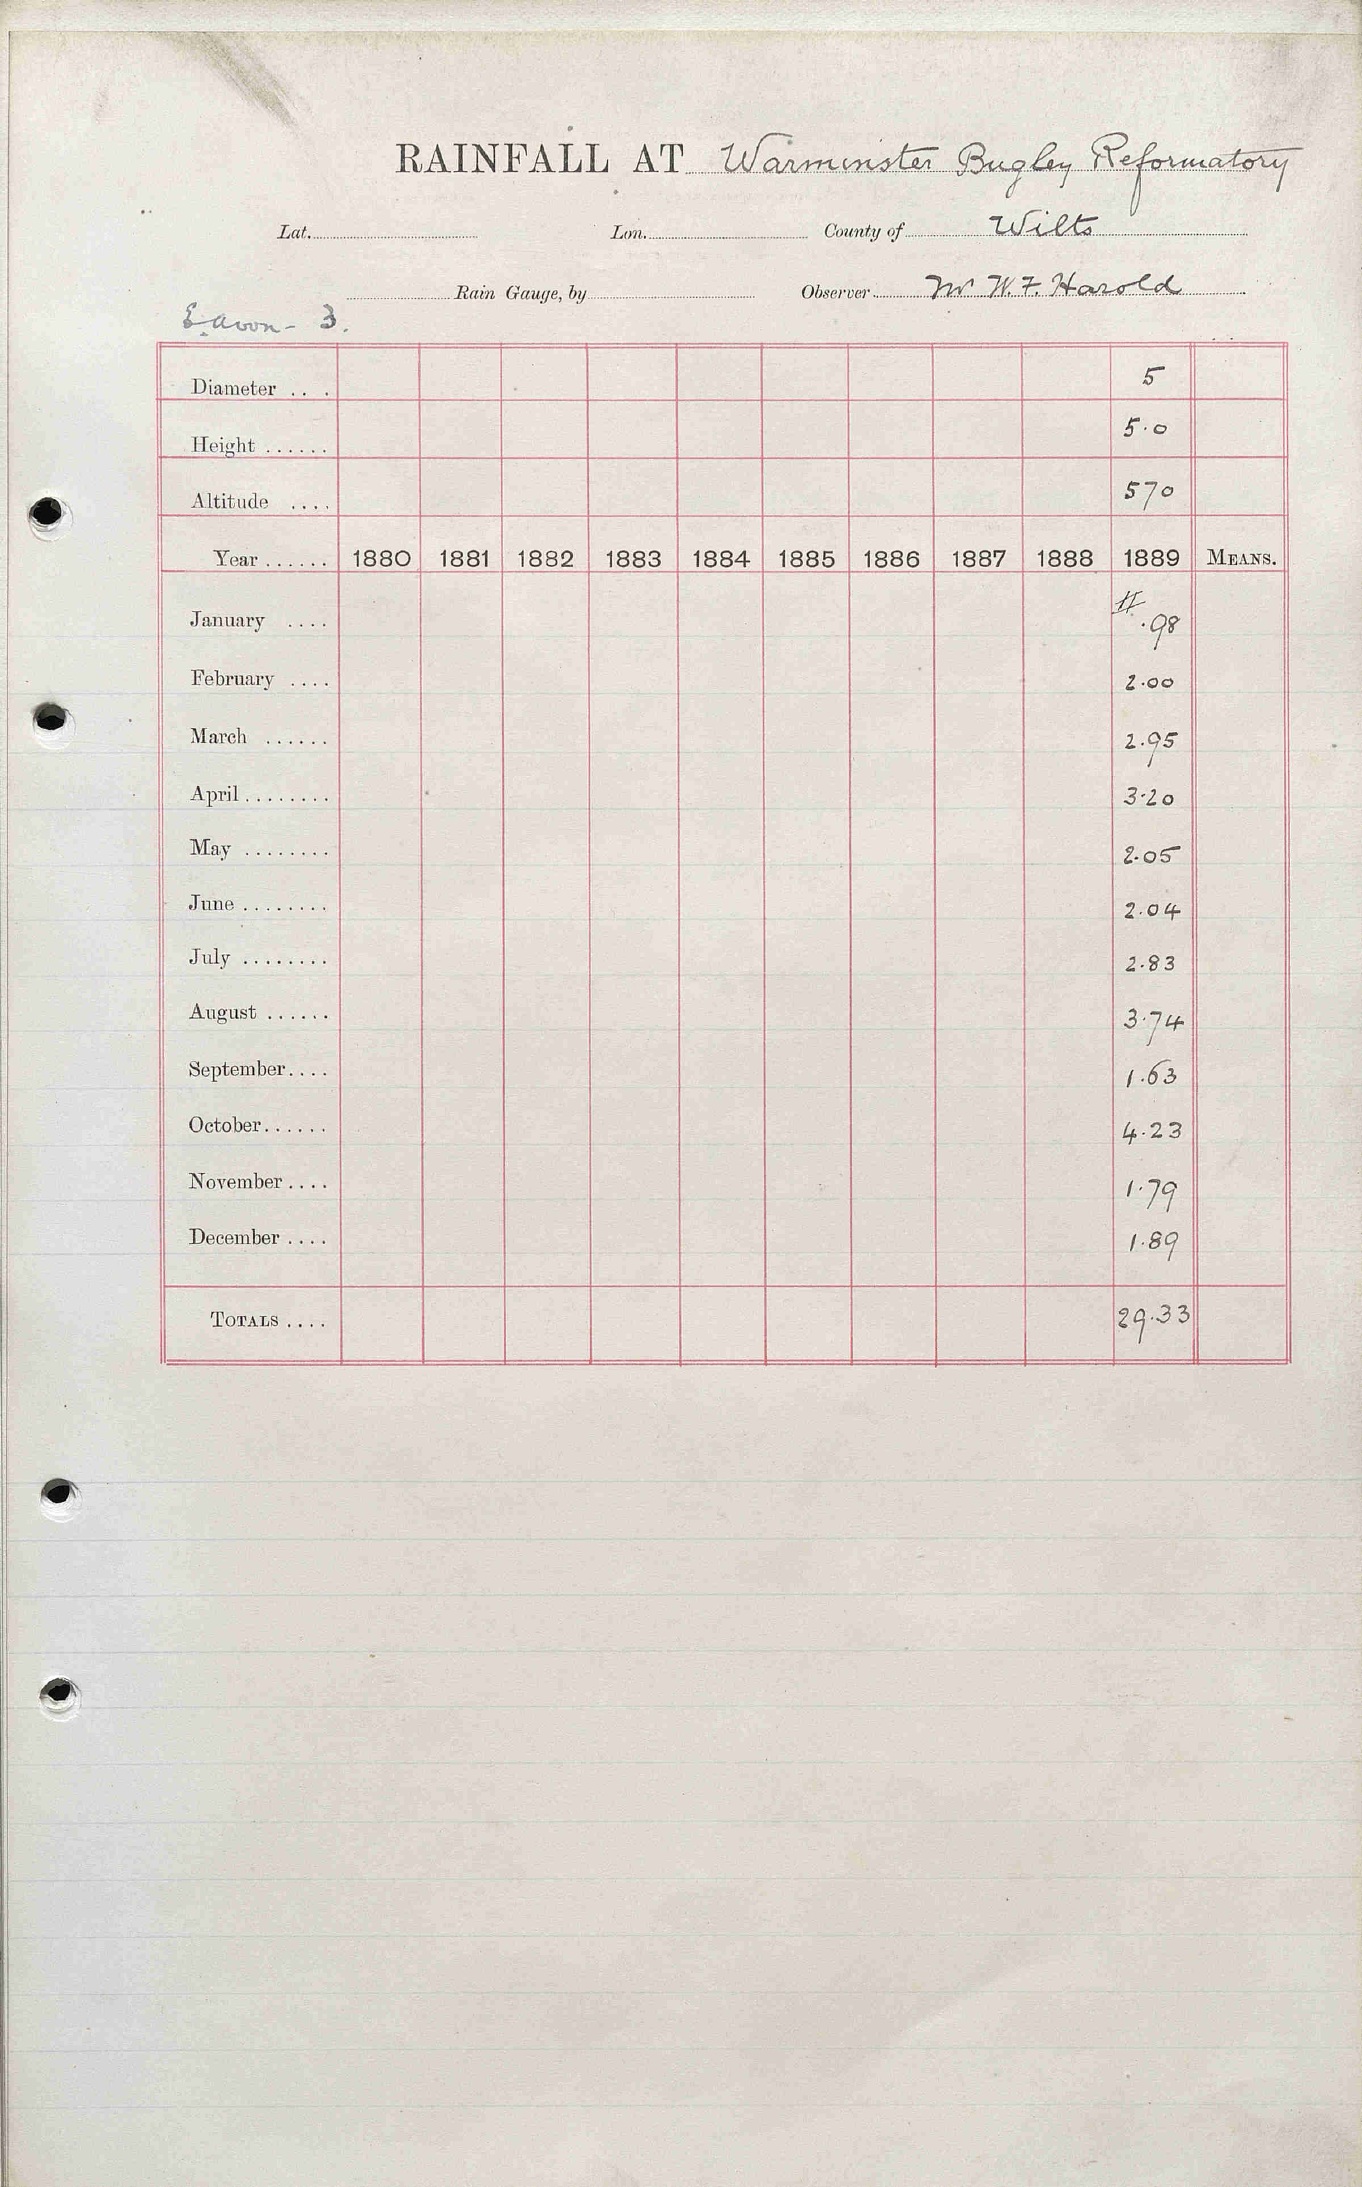 RAINFALL AT Warminster Bugley Reformatory
Lat. Lon. County of Wilts
Rain Gauge, by Observer Mr W. F. Harold
E. Avon - 3.
Diameter .... 5
Height ...... 5.0
Altitude .... 570
Year ...... 1880 1881 1882 1883 1884 1885 1886 1887 1888 1889 MEANS.
January .... # .98
February .... 2.00
March ...... 2.95
April ........ 3.20
May ........ 2.05
June ........ 2.04
July ........ 2.83
August ...... 3.74
September.... 1.63
October...... 4.23
November.... 1.79
December.... 1.89
TOTALS .... 29.33